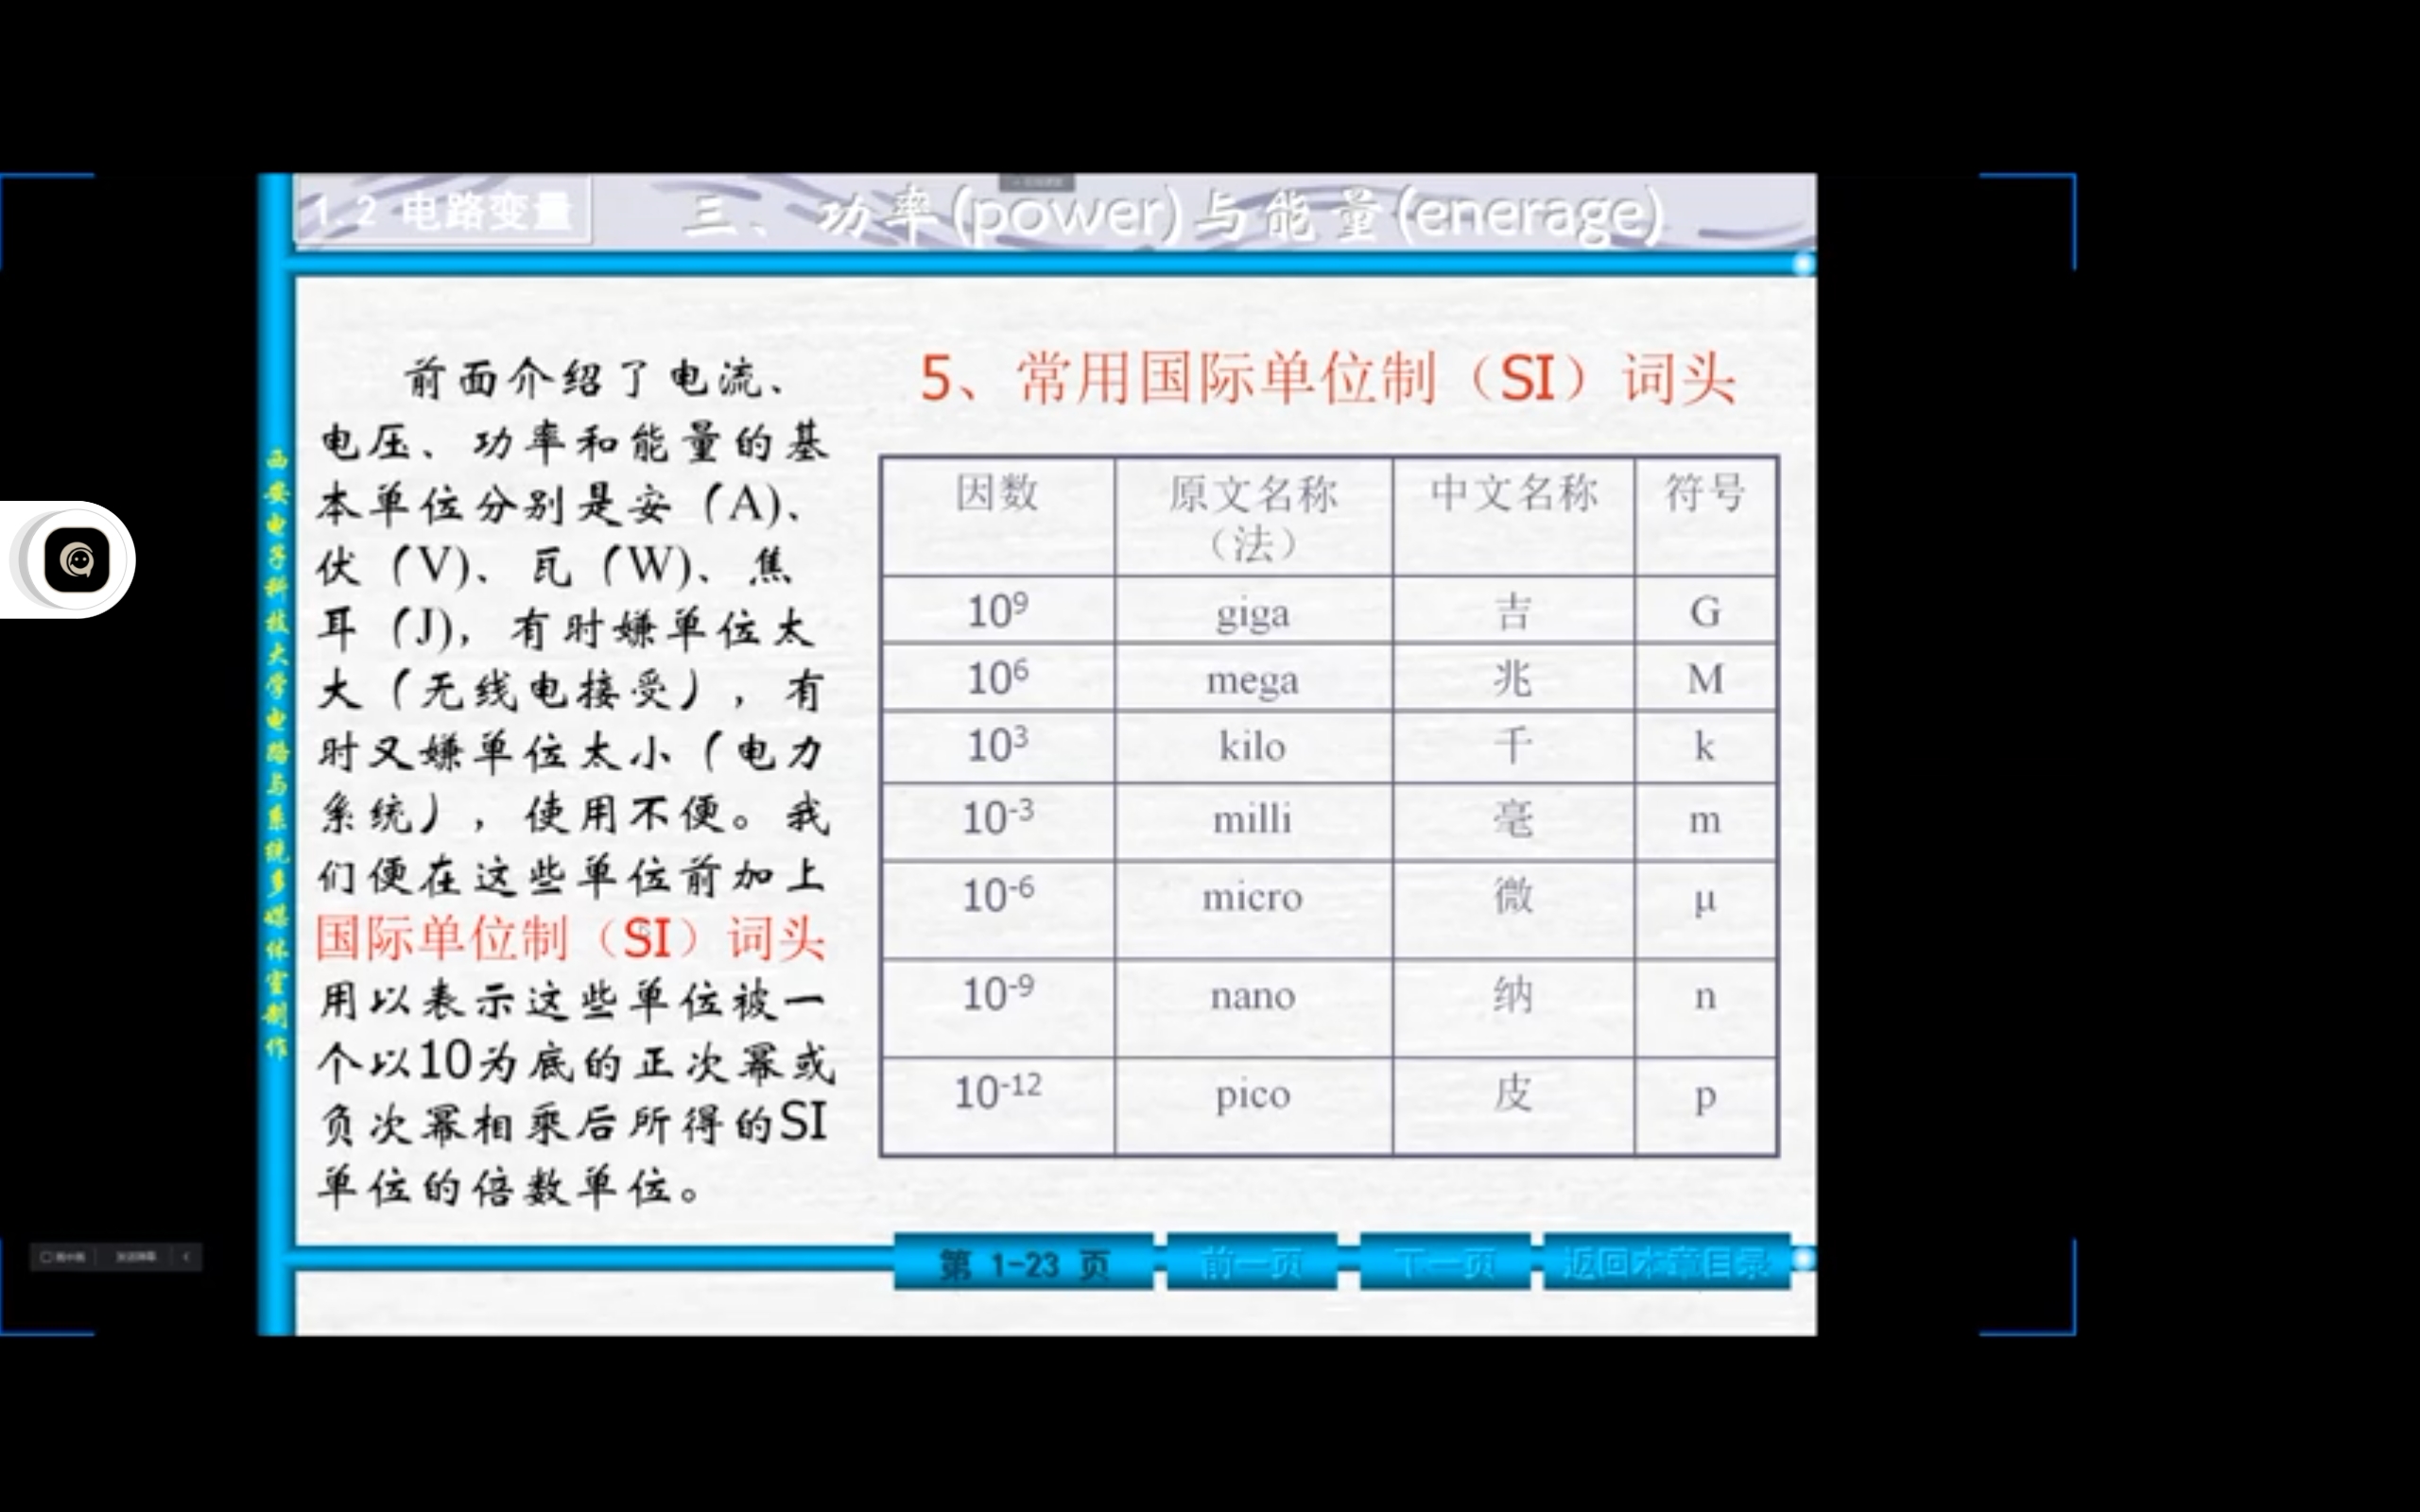 1.2 电路变量
三、功率(power)与能量(enerage)
西安电子科技大学电路与系统多媒体室制作
前面介绍了电流、
电压、功率和能量的基
本单位分别是安（A)、
伏（V)、瓦（W)、焦
耳（J)，有时嫌单位太
大（无线电接受），有
时又嫌单位太小（电力
系统），使用不便。我
们便在这些单位前加上
国际单位制（SI）词头
用以表示这些单位被一
个以10为底的正次幂或
负次幂相乘后所得的SI
单位的倍数单位。
5、常用国际单位制（SI）词头
因数 原文名称（法） 中文名称 符号
10⁹ giga 吉 G
10⁶ mega 兆 M
10³ kilo 千 k
10⁻³ milli 毫 m
10⁻⁶ micro 微 μ
10⁻⁹ nano 纳 n
10⁻¹² pico 皮 p
第 1-23 页 前一页 下一页 返回本章目录